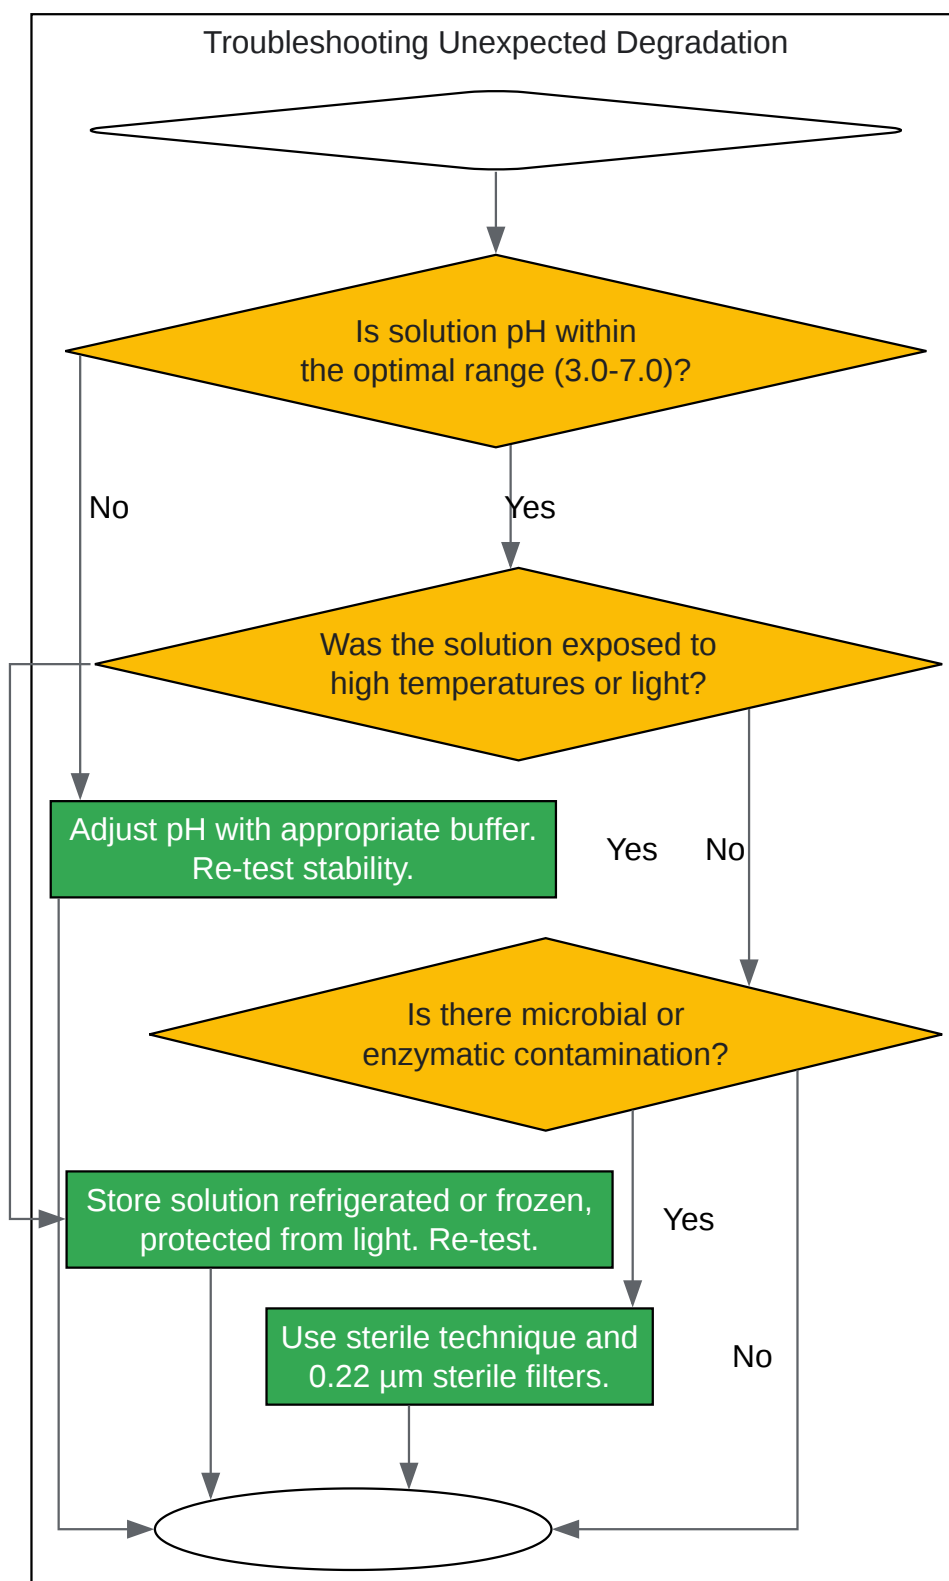 Troubleshooting Unexpected Degradation
Is solution pH within
the optimal range (3.0-7.0)?
No
Yes
Was the solution exposed to
high temperatures or light?
Adjust pH with appropriate buffer.
Re-test stability.
Yes
No
Is there microbial or
enzymatic contamination?
Store solution refrigerated or frozen,
protected from light. Re-test.
Yes
Use sterile technique and
0.22 µm sterile filters.
No